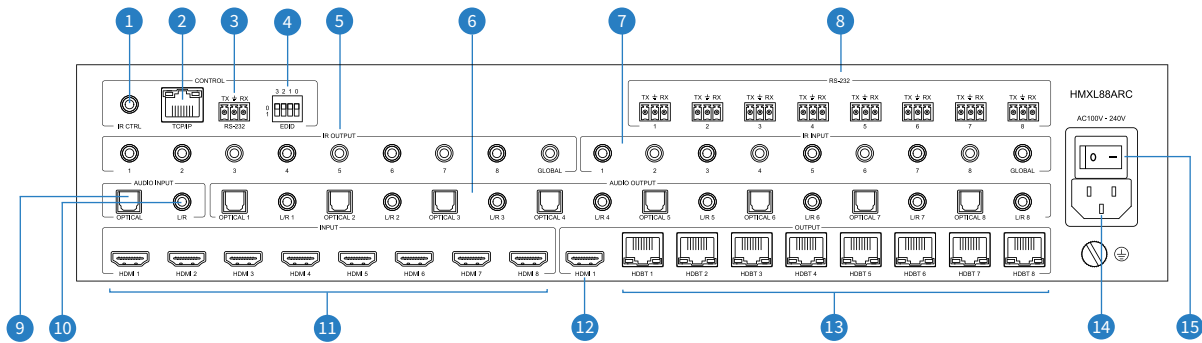 1 2 3 4 5 6 7 8
CONTROL
RS-232
3 2 1 0
TX RX
TX RX TX RX TX RX TX RX TX RX TX RX TX RX TX RX
0
1
HMXL88ARC
IR CTRL TCP/IP RS-232 EDID
1 2 3 4 5 6 7 8
AC100V - 240V
IR OUTPUT IR INPUT
1 2 3 4 5 6 7 8 GLOBAL
1 2 3 4 5 6 7 8 GLOBAL
0
15
AUDIO INPUT AUDIO OUTPUT
9
OPTICAL L/R
OPTICAL 1 L/R 1 OPTICAL 2 L/R 2 OPTICAL 3 L/R 3 OPTICAL 4 L/R 4 OPTICAL 5 L/R 5 OPTICAL 6 L/R 6 OPTICAL 7 L/R 7 OPTICAL 8 L/R 8
INPUT OUTPUT
HDMI 1 HDMI 2 HDMI 3 HDMI 4 HDMI 5 HDMI 6 HDMI 7 HDMI 8
HDMI 1 HDBT 1 HDBT 2 HDBT 3 HDBT 4 HDBT 5 HDBT 6 HDBT 7 HDBT 8
10 11 12 13 14